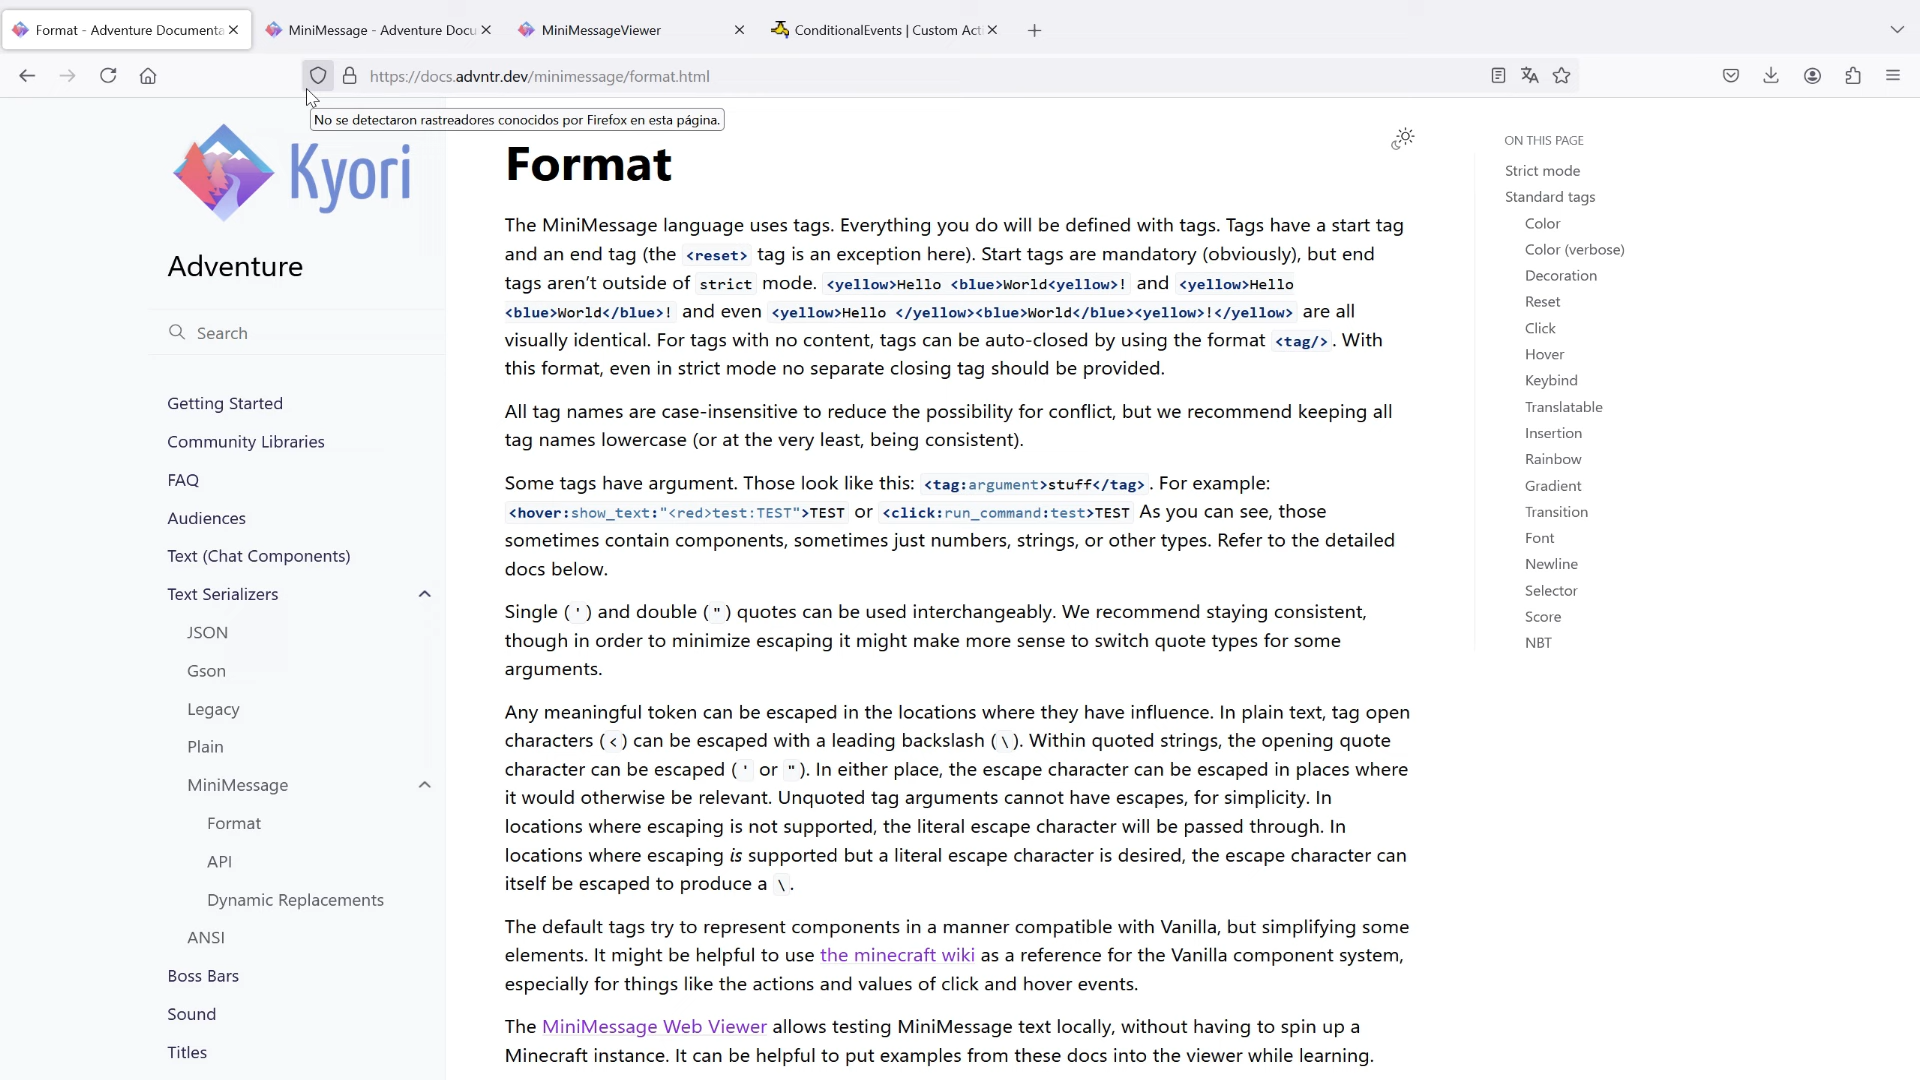 Format - Adventure Documenta
MiniMessage - Adventure Docu
MiniMessageViewer
ConditionalEvents | Custom Act
https://docs.advntr.dev/minimessage/format.html
No se detectaron rastreadores conocidos por Firefox en esta página.
Kyori
Adventure
Search
Getting Started
Community Libraries
FAQ
Audiences
Text (Chat Components)
Text Serializers
JSON
Gson
Legacy
Plain
MiniMessage
Format
API
Dynamic Replacements
ANSI
Boss Bars
Sound
Titles
Format
The MiniMessage language uses tags. Everything you do will be defined with tags. Tags have a start tag
and an end tag (the <reset> tag is an exception here). Start tags are mandatory (obviously), but end
tags aren’t outside of strict mode. <yellow>Hello <blue>World<yellow>! and <yellow>Hello
<blue>World</blue>! and even <yellow>Hello </yellow><blue>World</blue><yellow>!</yellow> are all
visually identical. For tags with no content, tags can be auto-closed by using the format <tag/>. With
this format, even in strict mode no separate closing tag should be provided.
All tag names are case-insensitive to reduce the possibility for conflict, but we recommend keeping all
tag names lowercase (or at the very least, being consistent).
Some tags have argument. Those look like this: <tag:argument>stuff</tag>. For example:
<hover:show_text:"<red>test:TEST">TEST or <click:run_command:test>TEST As you can see, those
sometimes contain components, sometimes just numbers, strings, or other types. Refer to the detailed
docs below.
Single (') and double (") quotes can be used interchangeably. We recommend staying consistent,
though in order to minimize escaping it might make more sense to switch quote types for some
arguments.
Any meaningful token can be escaped in the locations where they have influence. In plain text, tag open
characters (<) can be escaped with a leading backslash (\). Within quoted strings, the opening quote
character can be escaped (' or "). In either place, the escape character can be escaped in places where
it would otherwise be relevant. Unquoted tag arguments cannot have escapes, for simplicity. In
locations where escaping is not supported, the literal escape character will be passed through. In
locations where escaping is supported but a literal escape character is desired, the escape character can
itself be escaped to produce a \.
The default tags try to represent components in a manner compatible with Vanilla, but simplifying some
elements. It might be helpful to use the minecraft wiki as a reference for the Vanilla component system,
especially for things like the actions and values of click and hover events.
The MiniMessage Web Viewer allows testing MiniMessage text locally, without having to spin up a
Minecraft instance. It can be helpful to put examples from these docs into the viewer while learning.
ON THIS PAGE
Strict mode
Standard tags
Color
Color (verbose)
Decoration
Reset
Click
Hover
Keybind
Translatable
Insertion
Rainbow
Gradient
Transition
Font
Newline
Selector
Score
NBT